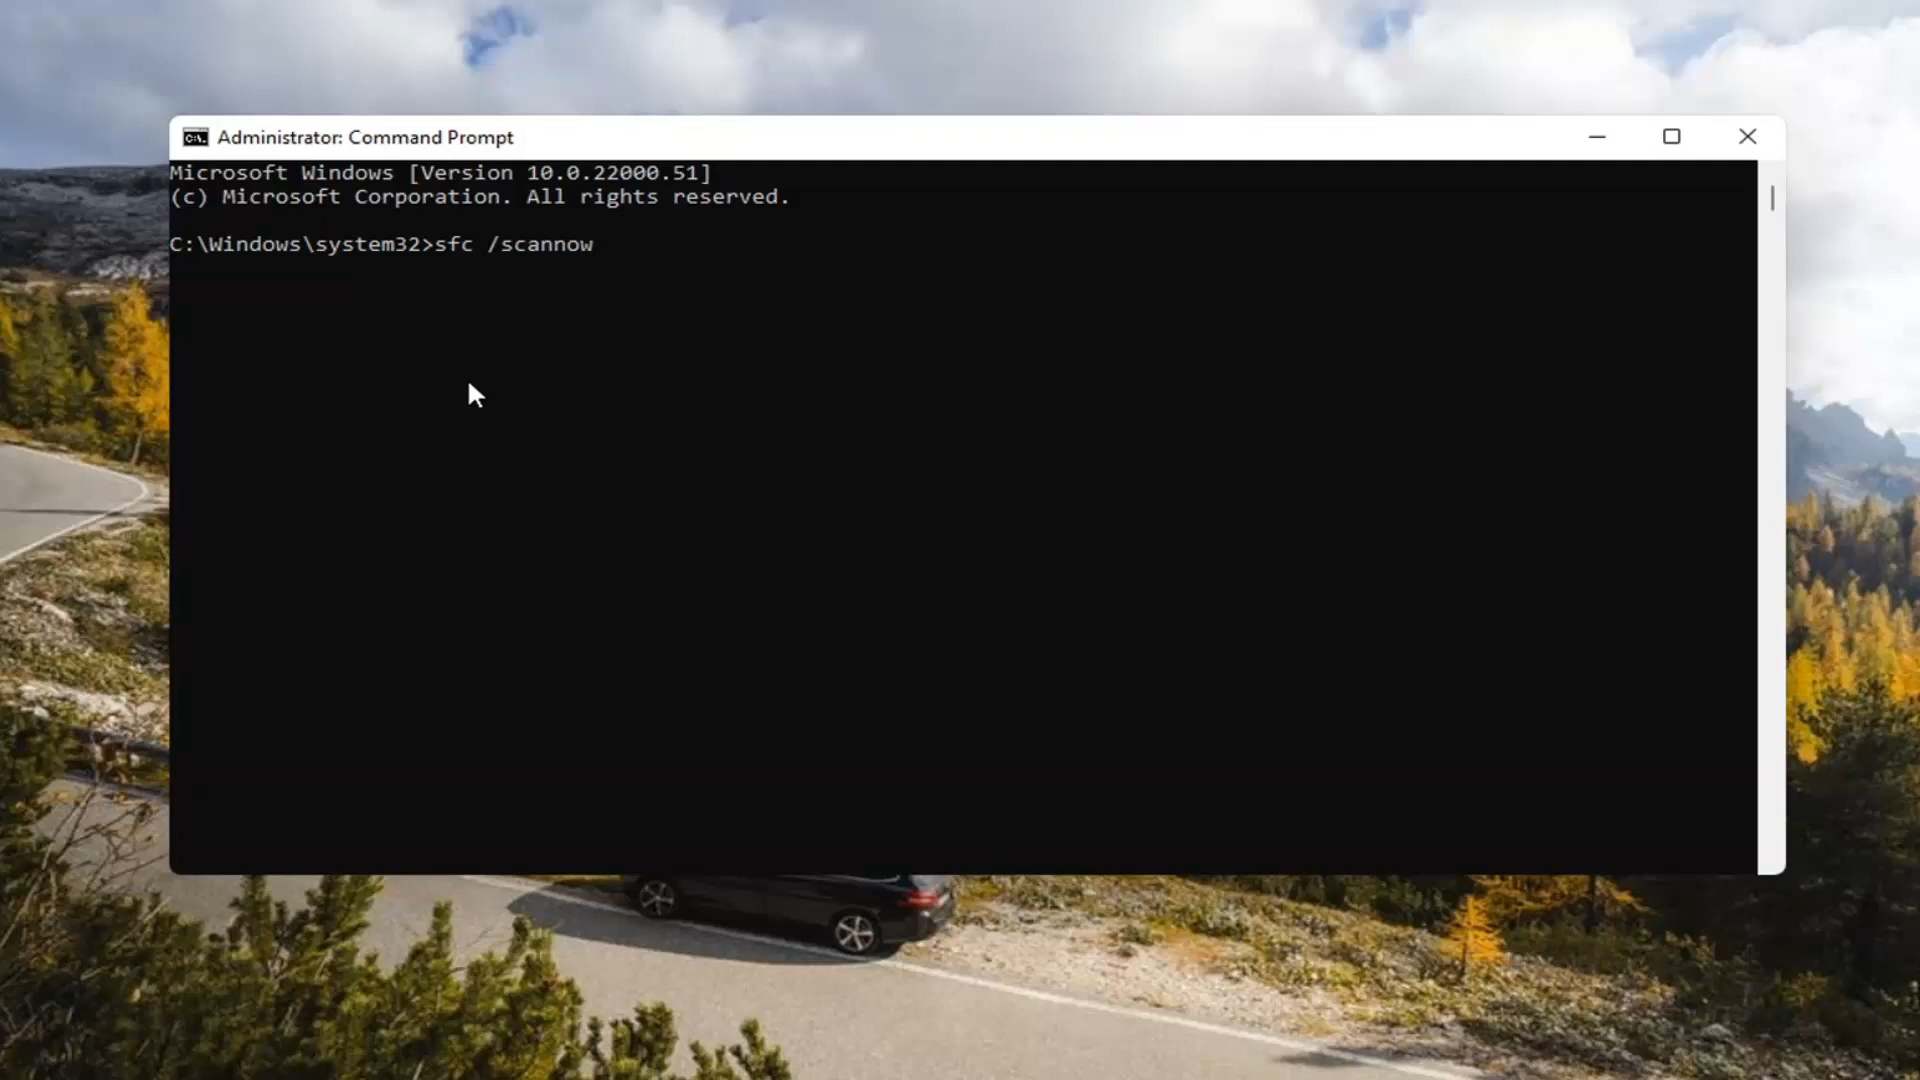 Administrator: Command Prompt
Microsoft Windows [Version 10.0.22000.51]
(c) Microsoft Corporation. All rights reserved.
C:\Windows\system32>sfc /scannow